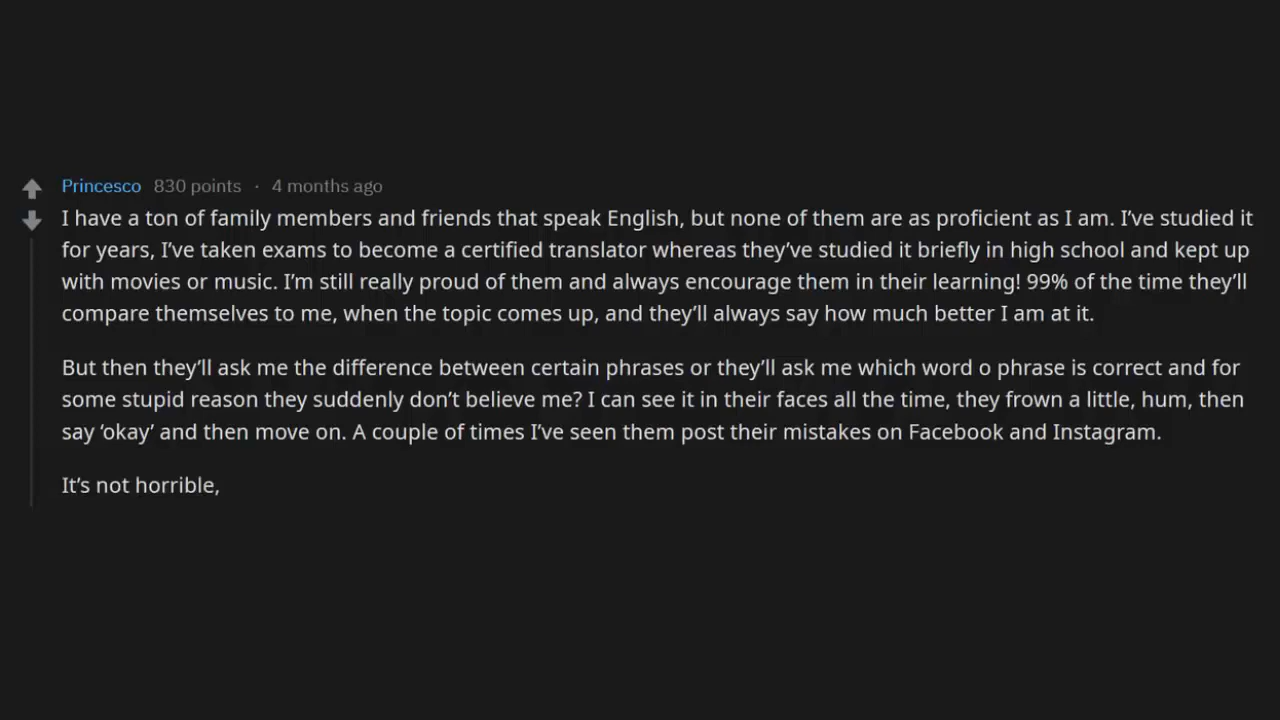 Princesco 830 points · 4 months ago
I have a ton of family members and friends that speak English, but none of them are as proficient as I am. I’ve studied it
for years, I’ve taken exams to become a certified translator whereas they’ve studied it briefly in high school and kept up
with movies or music. I’m still really proud of them and always encourage them in their learning! 99% of the time they’ll
compare themselves to me, when the topic comes up, and they’ll always say how much better I am at it.
But then they’ll ask me the difference between certain phrases or they’ll ask me which word o phrase is correct and for
some stupid reason they suddenly don’t believe me? I can see it in their faces all the time, they frown a little, hum, then
say ‘okay’ and then move on. A couple of times I’ve seen them post their mistakes on Facebook and Instagram.
It’s not horrible,